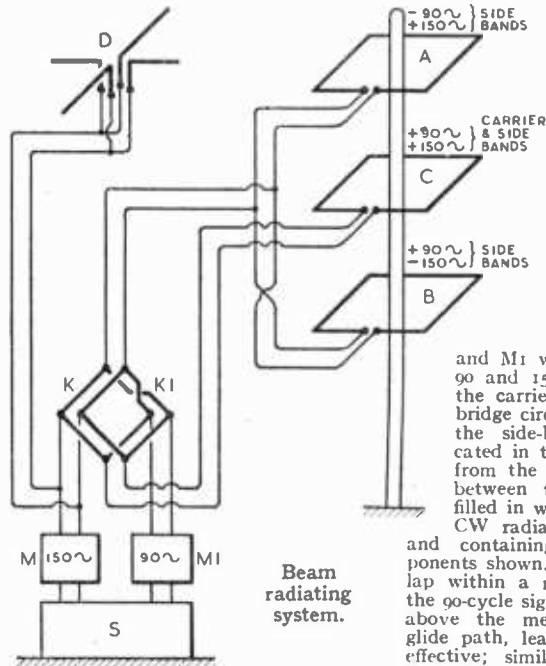 D
- 90~ } SIDE
+ 150~ } BANDS
A
CARRIER
+ 90~ } & SIDE
+ 150~ } BANDS
C
+ 90~ } SIDE
- 150~ } BANDS
B
K
K1
M
150~
90~
M1
S
Beam
radiating
system.
and M1 w
90 and 15
the carrie
bridge circ
the side-b
cated in t
from the
between t
filled in w
CW radia
and containing
ponents shown.
lap within a r
the 90-cycle sig
above the me
glide path, lea
effective; simil